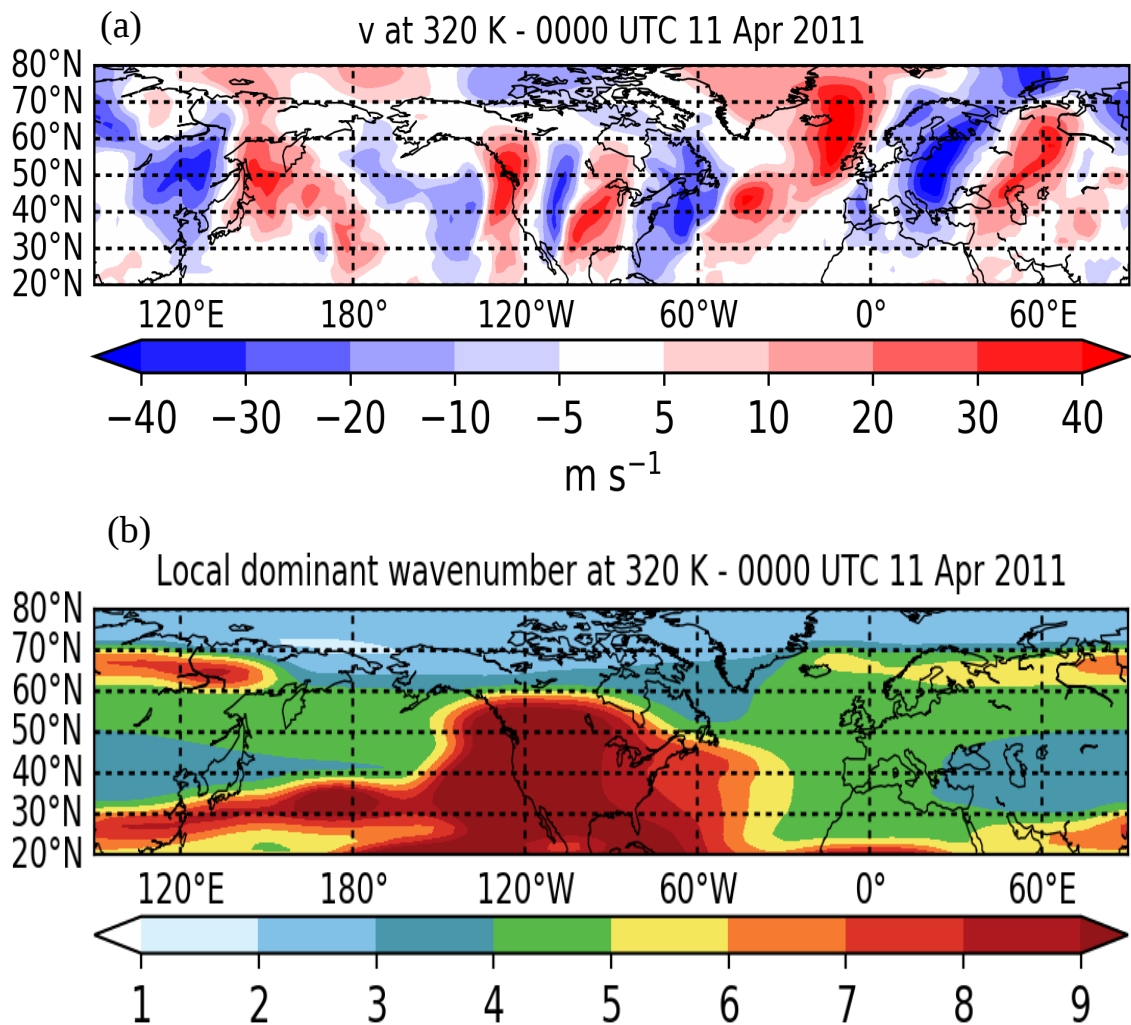 (a)
v at 320 K - 0000 UTC 11 Apr 2011
80°N
70°N
60°N
50°N
40°N
30°N
20°N
120°E 180° 120°W 60°W 0° 60°E
−40 −30 −20 −10 −5 5 10 20 30 40
m s⁻¹
(b)
Local dominant wavenumber at 320 K - 0000 UTC 11 Apr 2011
80°N
70°N
60°N
50°N
40°N
30°N
20°N
120°E 180° 120°W 60°W 0° 60°E
1 2 3 4 5 6 7 8 9